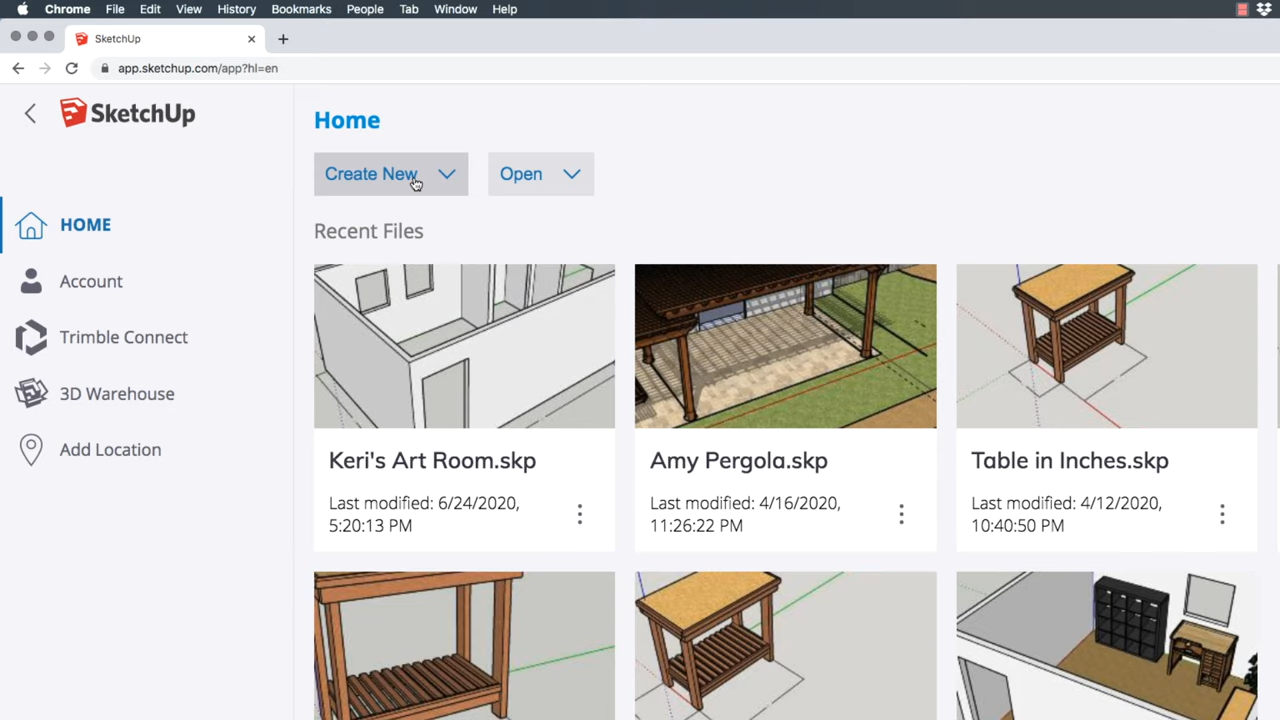 Chrome File Edit View History Bookmarks People Tab Window Help
SketchUp
app.sketchup.com/app?hl=en
SketchUp
HOME
Account
Trimble Connect
3D Warehouse
Add Location
Home
Create New
Open
Recent Files
Keri's Art Room.skp
Last modified: 6/24/2020,
5:20:13 PM
Amy Pergola.skp
Last modified: 4/16/2020,
11:26:22 PM
Table in Inches.skp
Last modified: 4/12/2020,
10:40:50 PM